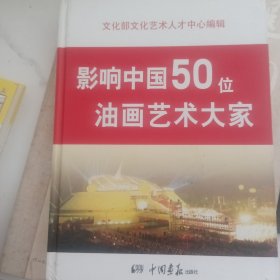 文化部文化艺术人才中心编辑
影响中国50位
油画艺术大家
中国画报出版社